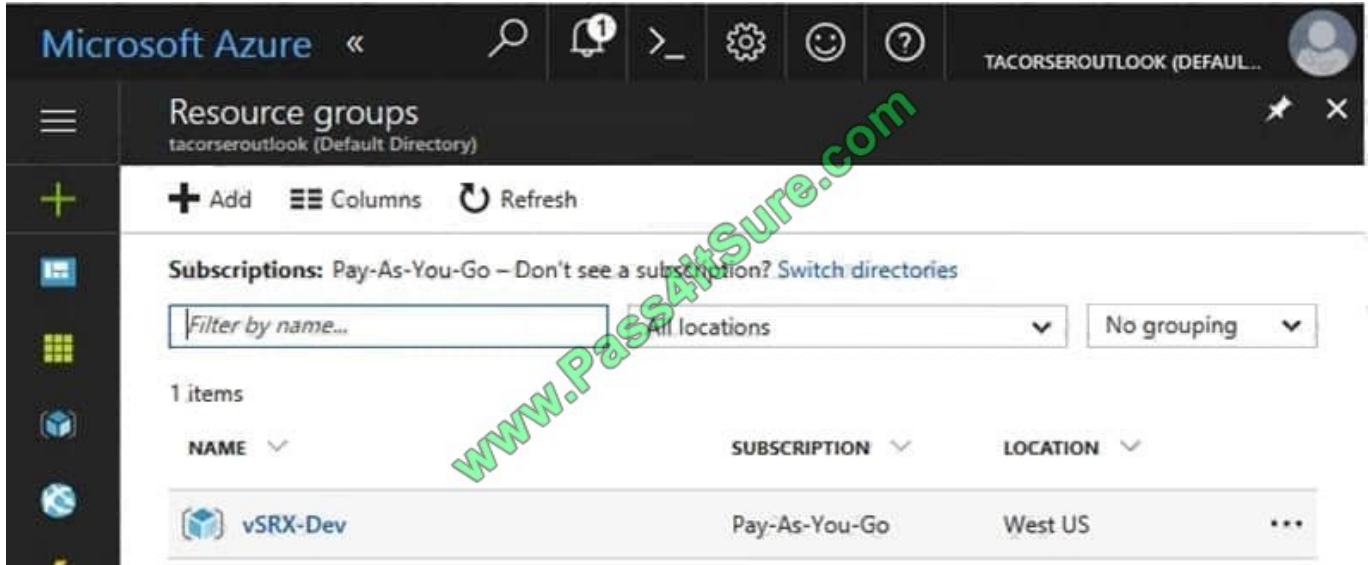 Microsoft Azure «
1
>_
?
TACORSEROUTLOOK (DEFAUL...
Resource groups
tacorseroutlook (Default Directory)
Add
Columns
Refresh
Subscriptions: Pay-As-You-Go – Don't see a subscription? Switch directories
Filter by name...
All locations
No grouping
1 items
NAME
SUBSCRIPTION
LOCATION
vSRX-Dev
Pay-As-You-Go
West US
...
www.Pass4itSure.com